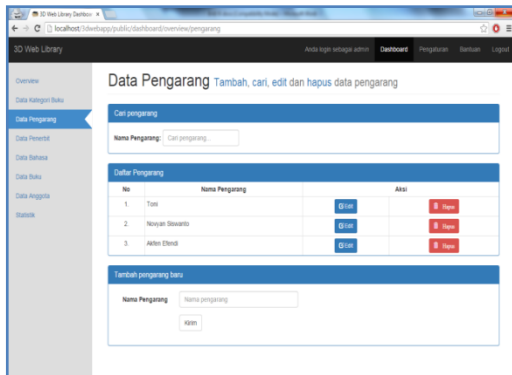 3D Web Library Dashbo
localhost/3dwebapp/public/dashboard/overview/pengarang
3D Web Library
Anda login sebagai admin
Dashboard
Pengaturan
Bantuan
Logout
Overview
Data Kategori Buku
Data Pengarang
Data Penerbit
Data Bahasa
Data Buku
Data Anggota
Statistik
Data Pengarang Tambah, cari, edit dan hapus data pengarang
Cari pengarang
Nama Pengarang: Cari pengarang...
Daftar Pengarang
No Nama Pengarang Aksi
1. Toni Edit Hapus
2. Novyan Siswanto Edit Hapus
3. Efendi Edit Hapus
Tambah pengarang baru
Nama Pengarang Nama pengarang
Kirim